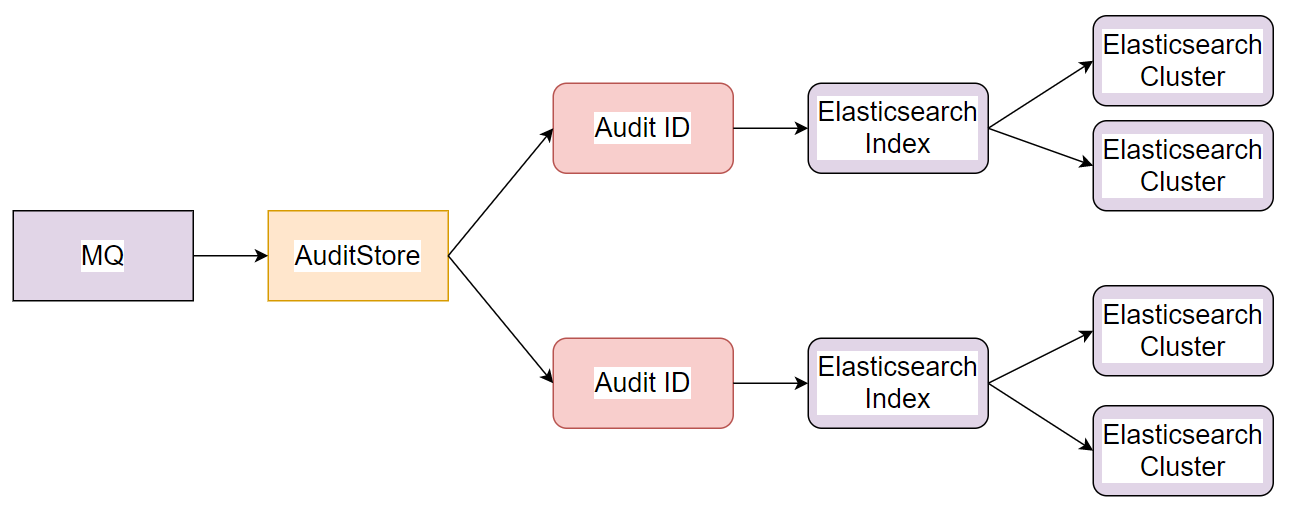 MQ
AuditStore
Audit ID
Elasticsearch
Index
Elasticsearch
Cluster
Elasticsearch
Cluster
Audit ID
Elasticsearch
Index
Elasticsearch
Cluster
Elasticsearch
Cluster